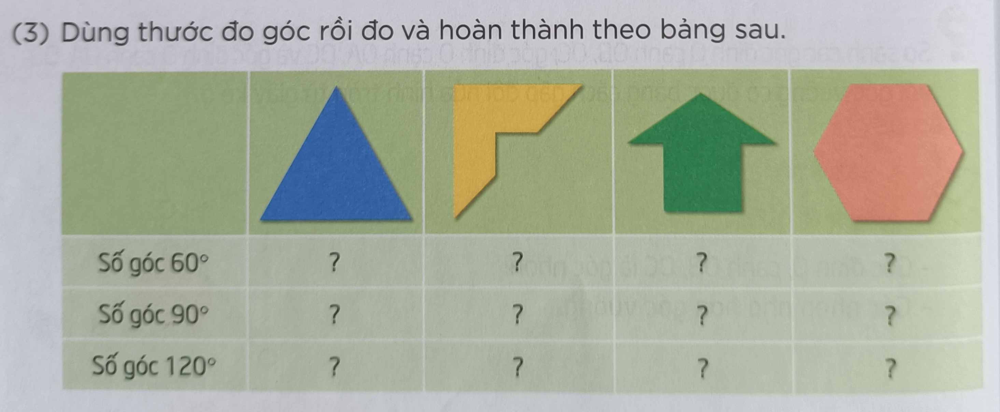 (3) Dùng thước đo góc rồi đo và hoàn thành theo bảng sau.
Số góc 60° ? ? ? ?
Số góc 90° ? ? ? ?
Số góc 120° ? ? ? ?